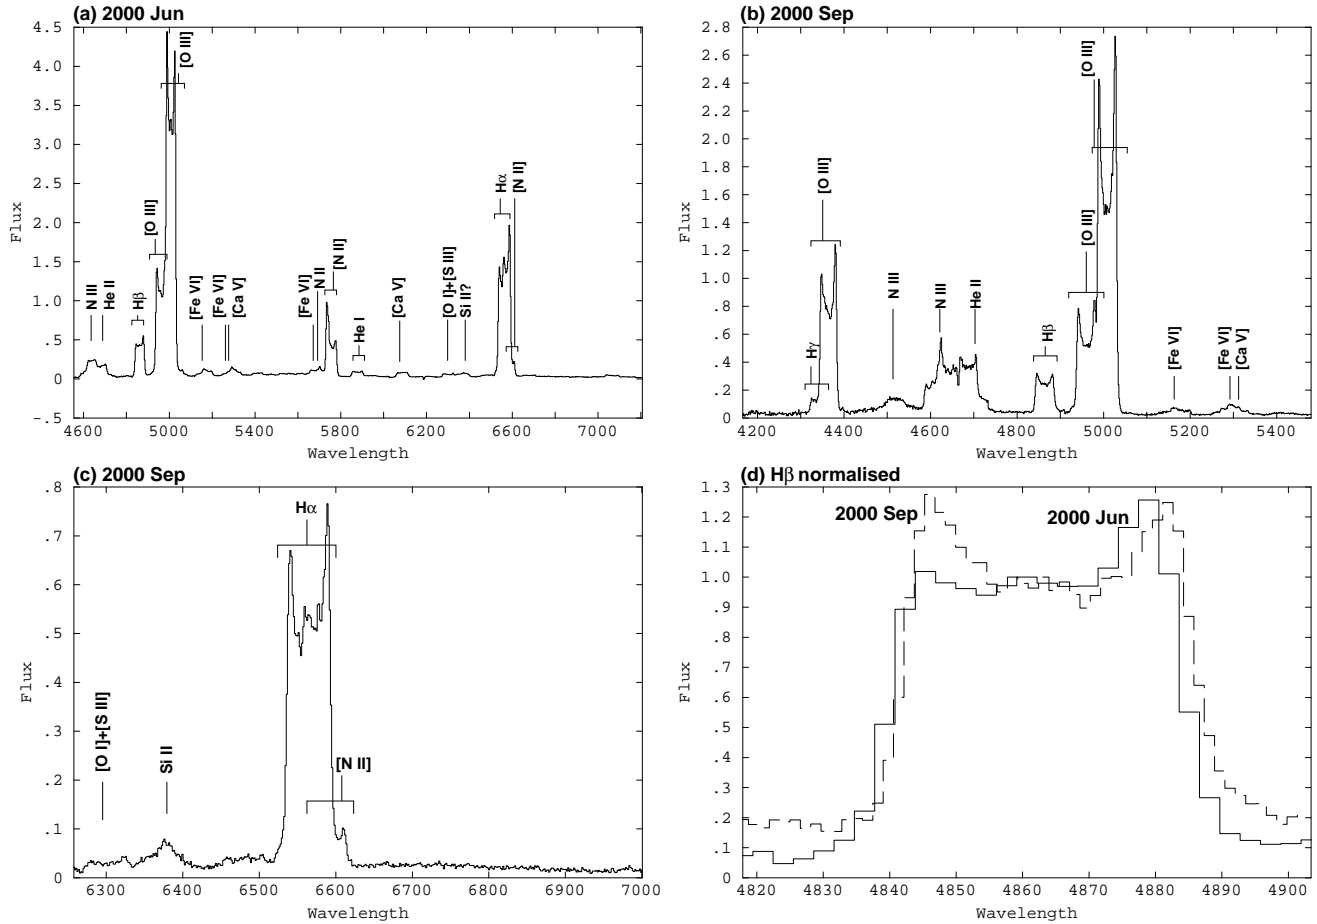 (a) 2000 Jun
4.5
4.0
3.5
3.0
2.5
2.0
1.5
1.0
.5
0
-.5
Flux
4600 5000 5400 5800 6200 6600 7000
Wavelength
N III
He II
Hβ
[O III]
[O III]
[Fe VI]
[Fe VI]
[Ca V]
[Fe VI]
N II
[N II]
He I
[Ca V]
[O I]+[S III]
Si II?
Hα
[N II]
(b) 2000 Sep
2.8
2.6
2.4
2.2
2.0
1.8
1.6
1.4
1.2
1.0
.8
.6
.4
.2
0
Flux
4200 4400 4600 4800 5000 5200 5400
Wavelength
Hγ
[O III]
N III
N III
He II
Hβ
[O III]
[O III]
[Fe VI]
[Fe VI]
[Ca V]
(c) 2000 Sep
.8
.7
.6
.5
.4
.3
.2
.1
0
Flux
6300 6400 6500 6600 6700 6800 6900 7000
Wavelength
[O I]+[S III]
Si II
Hα
[N II]
(d) Hβ normalised
1.3
1.2
1.1
1.0
.9
.8
.7
.6
.5
.4
.3
.2
.1
0
Flux
4820 4830 4840 4850 4860 4870 4880 4890 4900
Wavelength
2000 Sep
2000 Jun